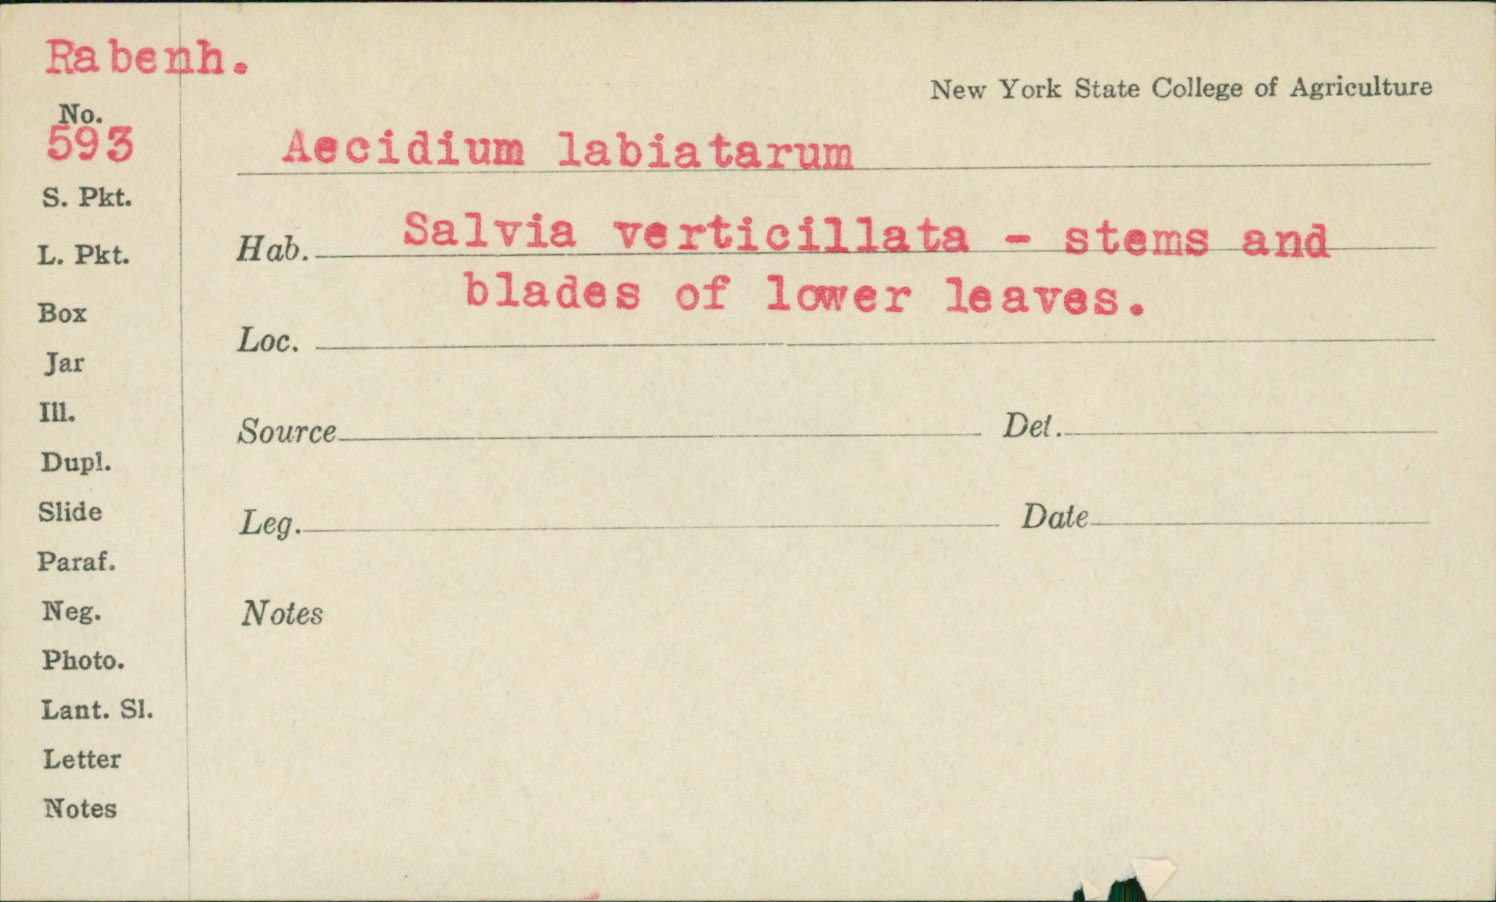 Rabenh.
New York State College of Agriculture
No.
593
Aecidium labiatarum
S. Pkt.
Hab. Salvia verticillata - stems and
L. Pkt.
blades of lower leaves.
Box
Loc.
Jar
Ill.
Source Det.
Dupl.
Slide
Leg. Date
Paraf.
Neg.
Notes
Photo.
Lant. Sl.
Letter
Notes